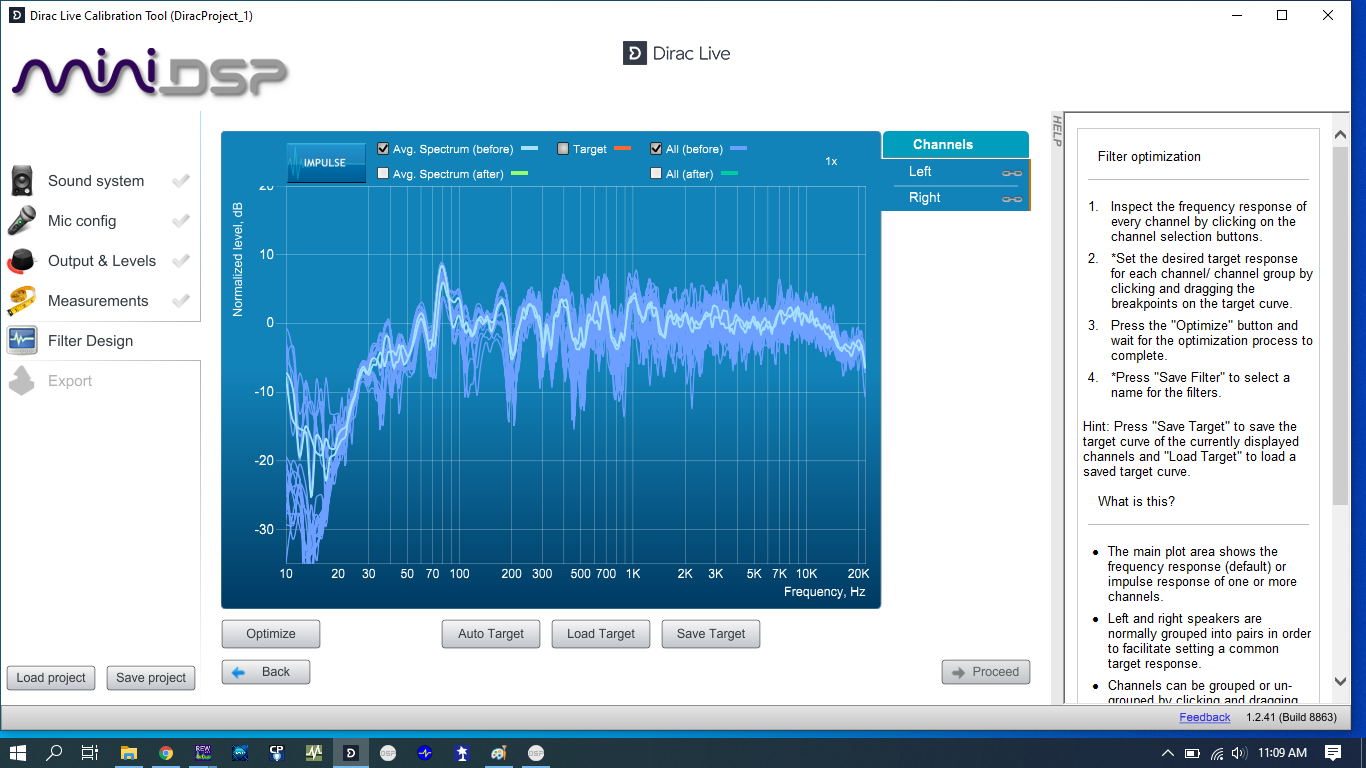 Dirac Live Calibration Tool (DiracProject_1)
miniDSP
Dirac Live
Sound system
Mic config
Output & Levels
Measurements
Filter Design
Export
Load project
Save project
IMPULSE
Avg. Spectrum (before)
Target
All (before)
1x
Avg. Spectrum (after)
All (after)
Normalized level, dB
20
10
0
-10
-20
-30
10 20 30 50 70 100 200 300 500 700 1K 2K 3K 5K 7K 10K 20K
Frequency, Hz
Channels
Left
Right
Optimize
Auto Target
Load Target
Save Target
Back
Proceed
HELP
Filter optimization
1. Inspect the frequency response of
every channel by clicking on the
channel selection buttons.
2. *Set the desired target response
for each channel/ channel group by
clicking and dragging the
breakpoints on the target curve.
3. Press the "Optimize" button and
wait for the optimization process to
complete.
4. *Press "Save Filter" to select a
name for the filters.
Hint: Press "Save Target" to save the
target curve of the currently displayed
channels and "Load Target" to load a
saved target curve.
What is this?
• The main plot area shows the
frequency response (default) or
impulse response of one or more
channels.
• Left and right speakers are
normally grouped into pairs in order
to facilitate setting a common
target response.
• Channels can be grouped or un-
grouped by clicking and dragging
Feedback
1.2.41 (Build 8863)
REW
CP
D
DSP
DSP
11:09 AM